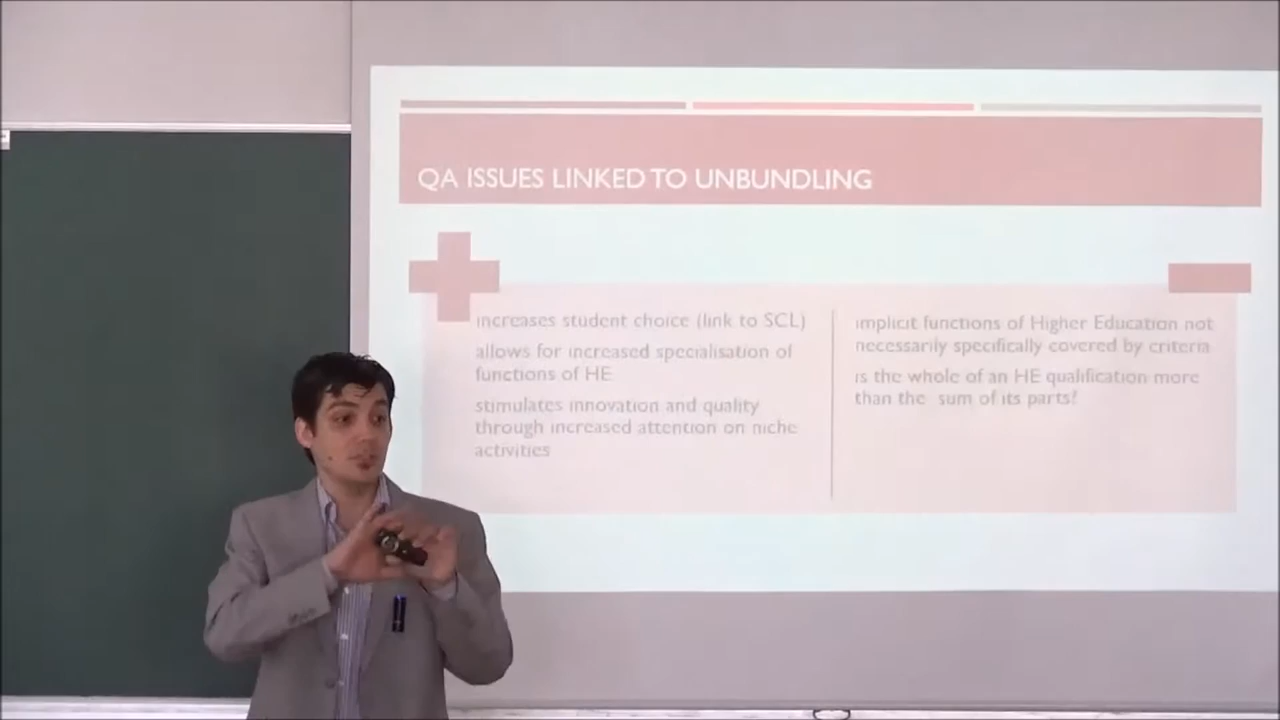 QA ISSUES LINKED TO UNBUNDLING
increases student choice (link to SCL)
allows for increased specialisation of
functions of HE
stimulates innovation and quality
through increased attention on niche
activities
implicit functions of Higher Education not
necessarily specifically covered by criteria
is the whole of an HE qualification more
than the sum of its parts?